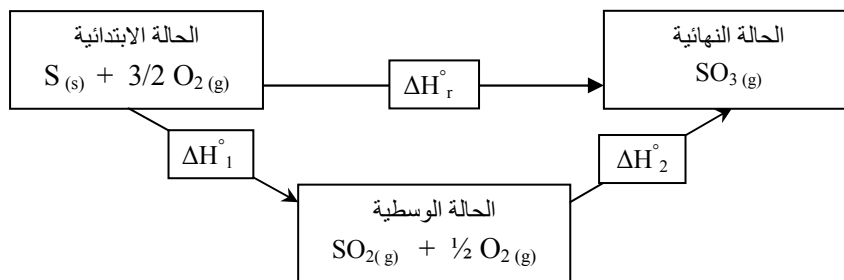 الحالة الابتدائية
S (s) + 3/2 O₂ (g)
ΔH°r
الحالة النهائية
SO₃ (g)
ΔH°₁
ΔH°₂
الحالة الوسطية
SO₂( g) + ½ O₂ (g)